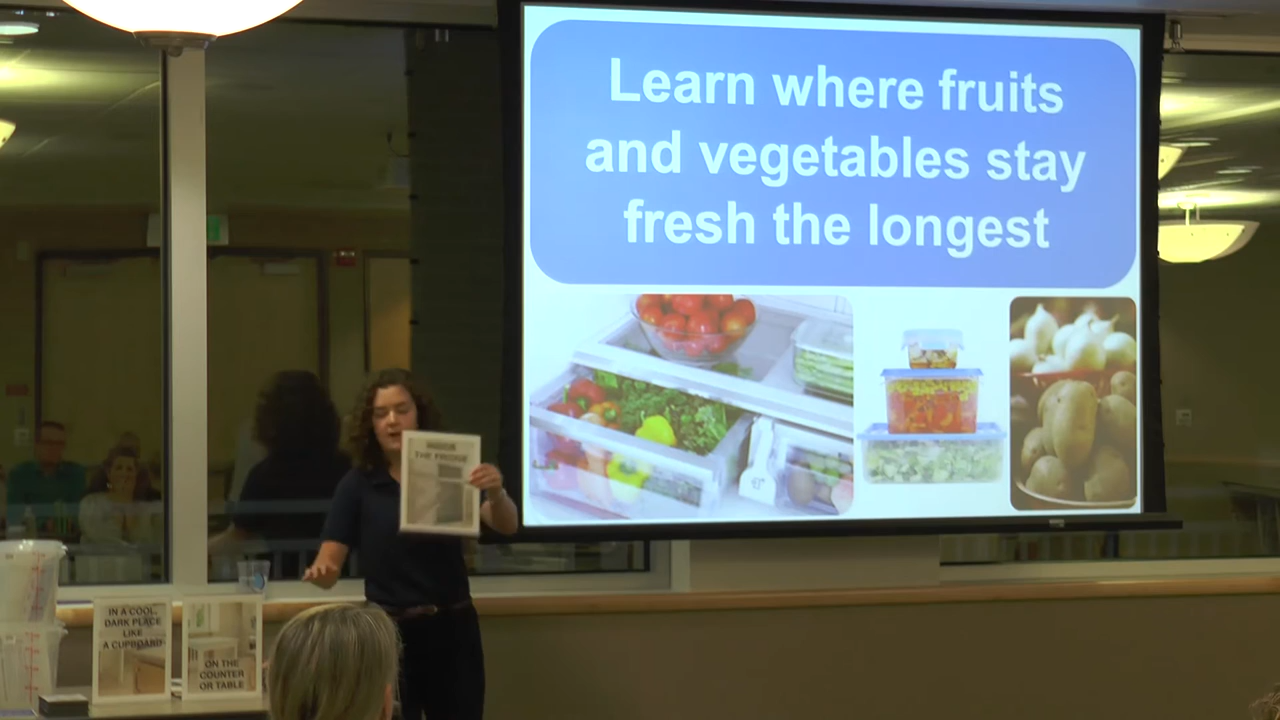 Learn where fruits
and vegetables stay
fresh the longest
INSIDE
THE FRIDGE
IN A COOL,
DARK PLACE
LIKE
A CUPBOARD
ON THE
COUNTER
OR TABLE